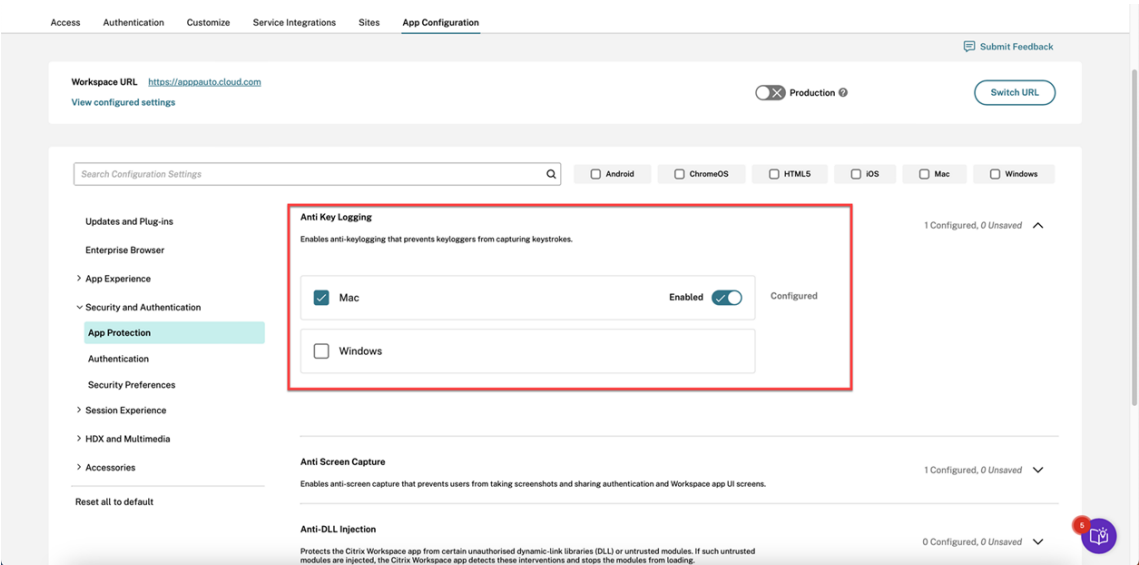 Access Authentication Customize Service Integrations Sites App Configuration
Submit Feedback
Workspace URL https://apppauto.cloud.com
View configured settings
Production
Switch URL
Search Configuration Settings
Android ChromeOS HTML5 iOS Mac Windows
Updates and Plug-ins
Enterprise Browser
App Experience
Security and Authentication
App Protection
Authentication
Security Preferences
Session Experience
HDX and Multimedia
Accessories
Reset all to default
Anti Key Logging
1 Configured, 0 Unsaved
Enables anti-keylogging that prevents keyloggers from capturing keystrokes.
Mac Enabled Configured
Windows
Anti Screen Capture
1 Configured, 0 Unsaved
Enables anti-screen capture that prevents users from taking screenshots and sharing authentication and Workspace app UI screens.
Anti-DLL Injection
0 Configured, 0 Unsaved
Protects the Citrix Workspace app from certain unauthorised dynamic-link libraries (DLL) or untrusted modules. If such untrusted
modules are injected, the Citrix Workspace app detects these interventions and stops the modules from loading.
5